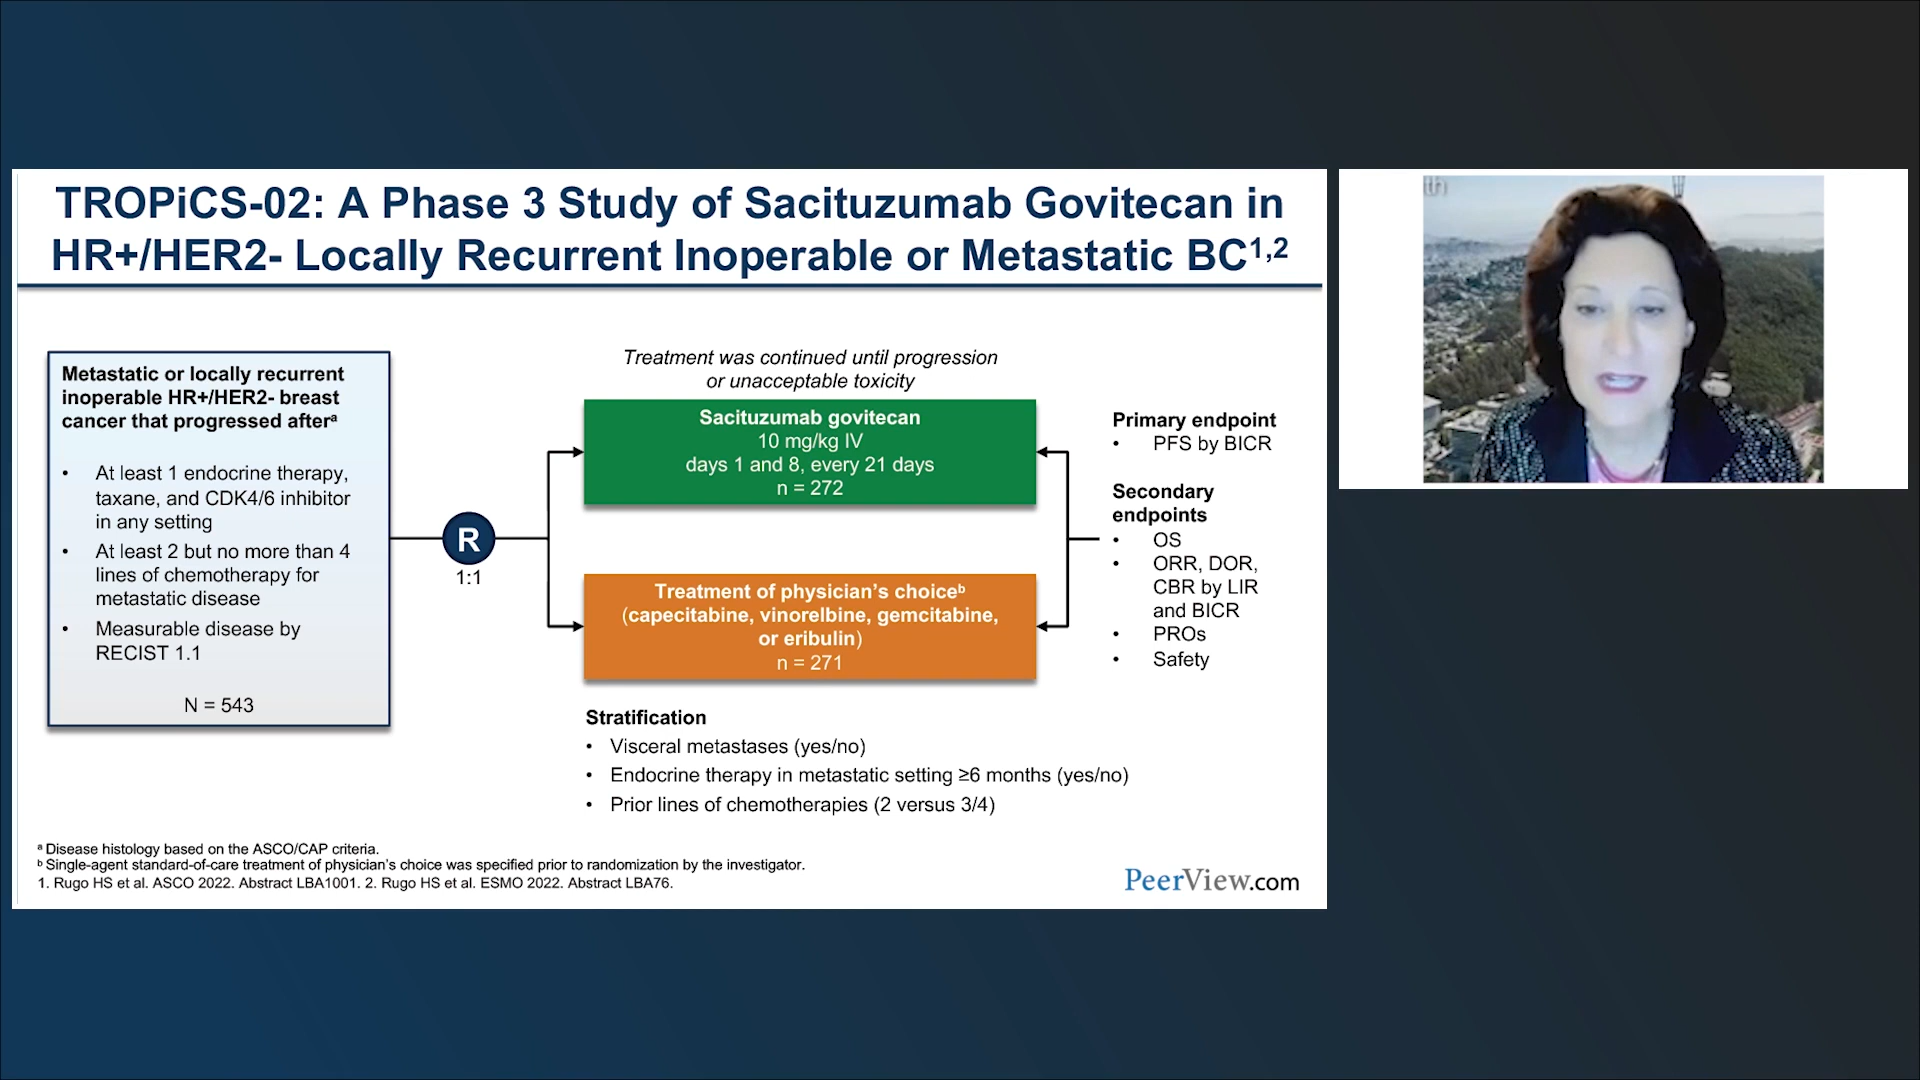 TROPiCS-02: A Phase 3 Study of Sacituzumab Govitecan in
HR+/HER2- Locally Recurrent Inoperable or Metastatic BC1,2
Metastatic or locally recurrent
inoperable HR+/HER2- breast
cancer that progressed afterᵃ
• At least 1 endocrine therapy,
taxane, and CDK4/6 inhibitor
in any setting
• At least 2 but no more than 4
lines of chemotherapy for
metastatic disease
• Measurable disease by
RECIST 1.1
N = 543
R
1:1
Treatment was continued until progression
or unacceptable toxicity
Sacituzumab govitecan
10 mg/kg IV
days 1 and 8, every 21 days
n = 272
Treatment of physician’s choiceᵇ
(capecitabine, vinorelbine, gemcitabine,
or eribulin)
n = 271
Primary endpoint
• PFS by BICR
Secondary
endpoints
• OS
• ORR, DOR,
CBR by LIR
and BICR
• PROs
• Safety
Stratification
• Visceral metastases (yes/no)
• Endocrine therapy in metastatic setting ≥6 months (yes/no)
• Prior lines of chemotherapies (2 versus 3/4)
ᵃ Disease histology based on the ASCO/CAP criteria.
ᵇ Single-agent standard-of-care treatment of physician’s choice was specified prior to randomization by the investigator.
1. Rugo HS et al. ASCO 2022. Abstract LBA1001. 2. Rugo HS et al. ESMO 2022. Abstract LBA76.
PeerView.com
th